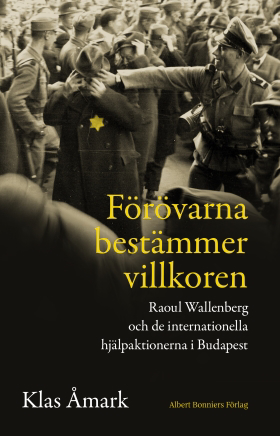 Förövarna
bestämmer
villkoren
Raoul Wallenberg
och de internationella
hjälpaktionerna i Budapest
Klas Åmark
Albert Bonniers Förlag